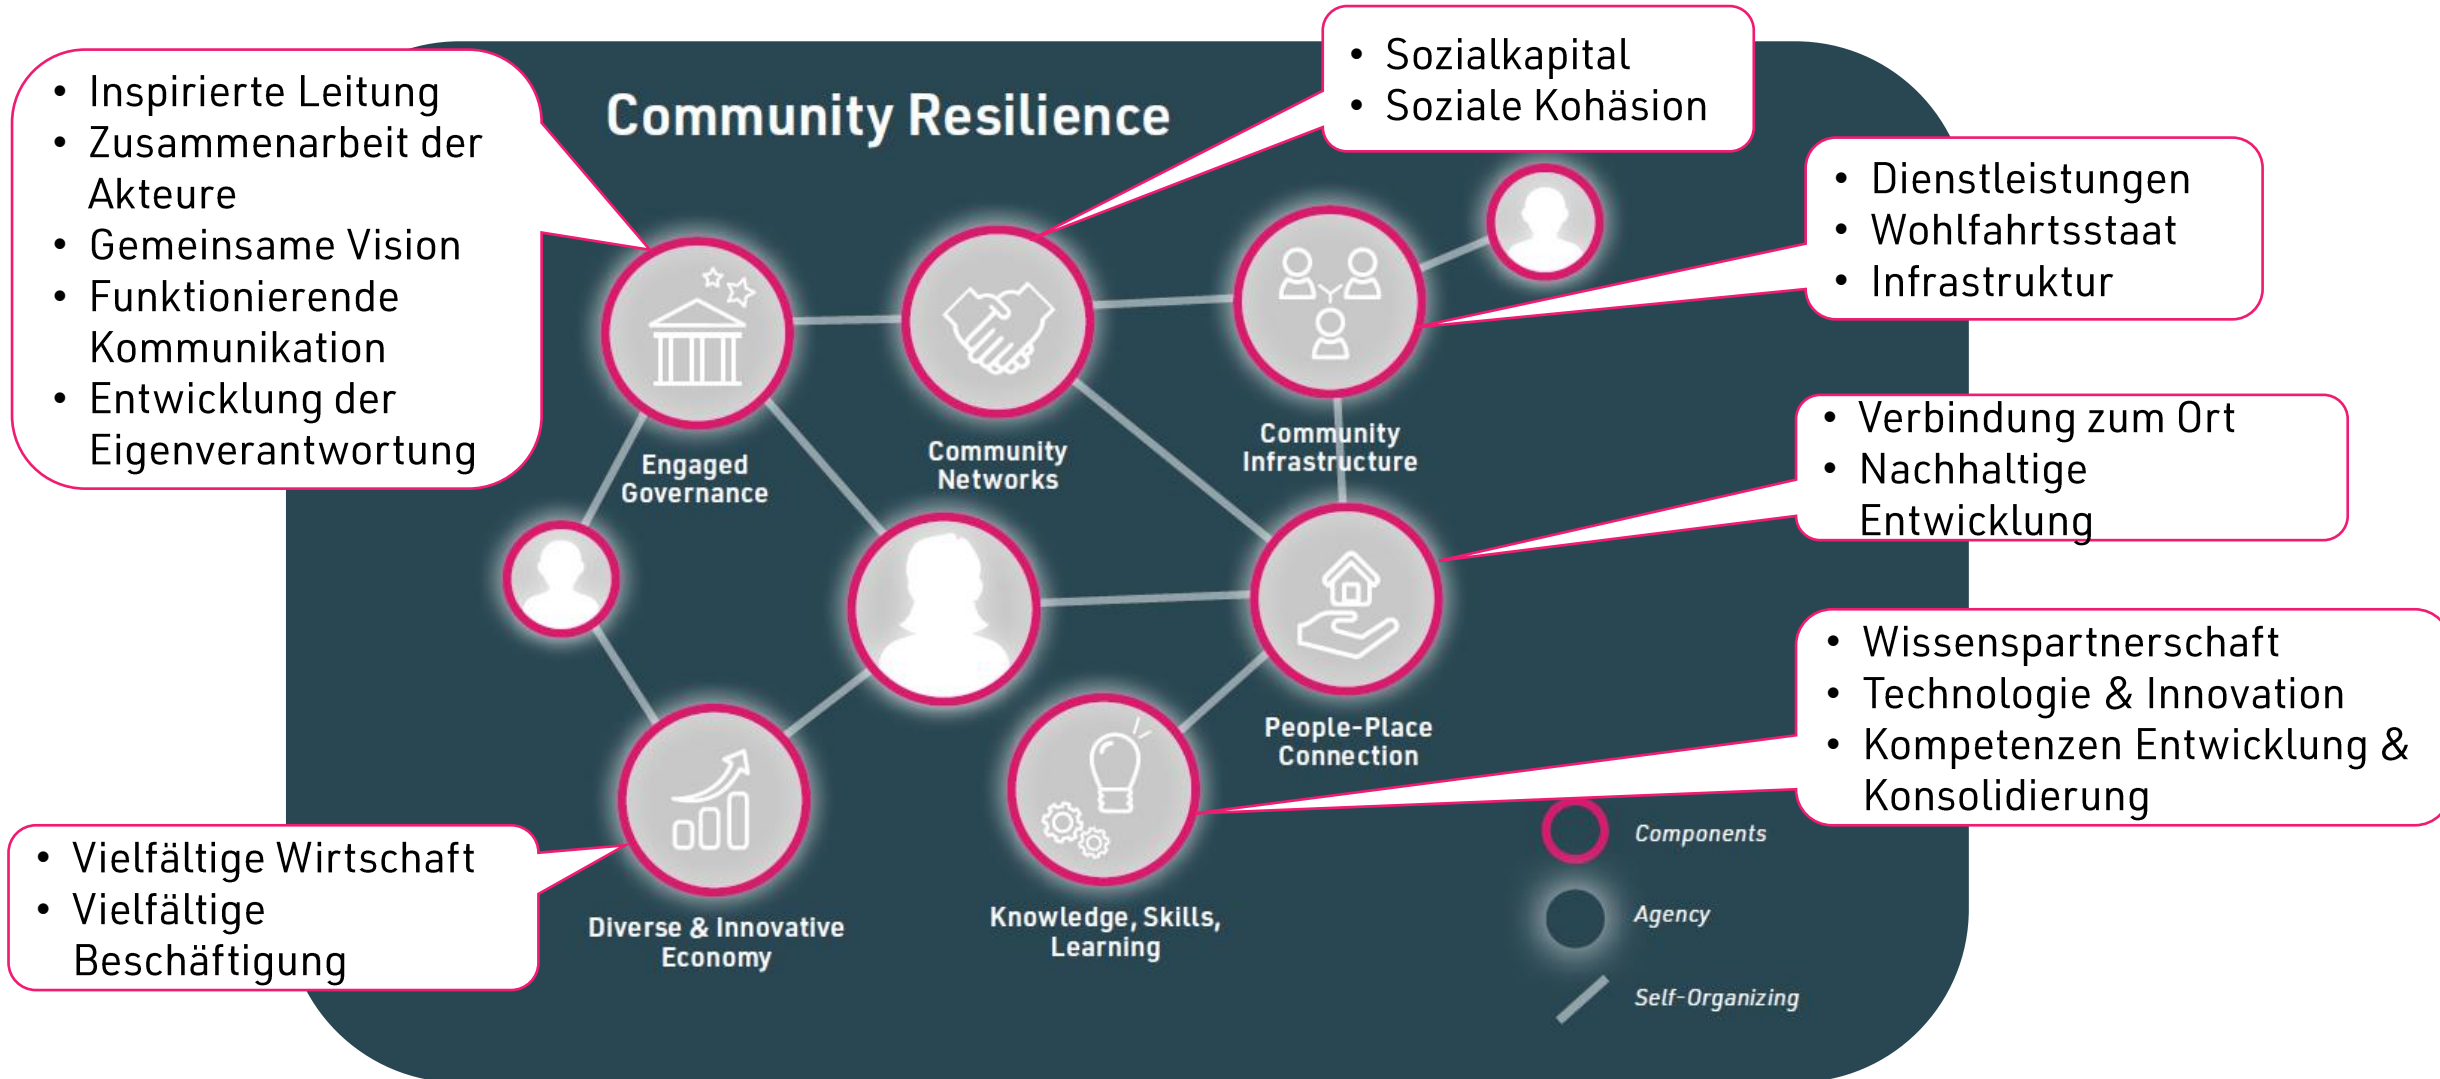 Community Resilience
• Inspirierte Leitung
• Zusammenarbeit der
Akteure
• Gemeinsame Vision
• Funktionierende
Kommunikation
• Entwicklung der
Eigenverantwortung
• Sozialkapital
• Soziale Kohäsion
• Dienstleistungen
• Wohlfahrtsstaat
• Infrastruktur
Engaged
Governance
Community
Networks
Community
Infrastructure
• Verbindung zum Ort
• Nachhaltige
Entwicklung
People-Place
Connection
• Wissenspartnerschaft
• Technologie & Innovation
• Kompetenzen Entwicklung &
Konsolidierung
• Vielfältige Wirtschaft
• Vielfältige
Beschäftigung
Diverse & Innovative
Economy
Knowledge, Skills,
Learning
Components
Agency
Self-Organizing